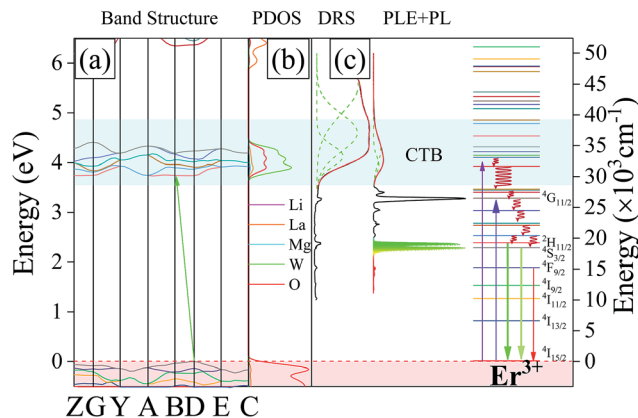 Band Structure PDOS DRS PLE+PL
(a) (b) (c)
Energy (eV)
6
5
4
3
2
1
0
CTB
Li
La
Mg
W
O
⁴G₁₁/₂
²H₁₁/₂
⁴S₃/₂
⁴F₉/₂
⁴I₉/₂
⁴I₁₁/₂
⁴I₁₃/₂
⁴I₁₅/₂
Er³⁺
50
45
40
35
30
25
20
15
10
5
0
Energy (×10³cm⁻¹)
Z G Y A B D E C